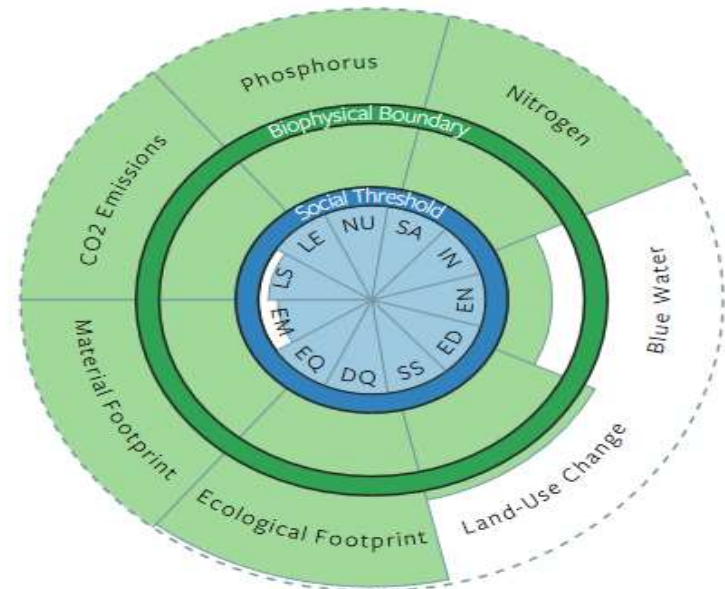 Phosphorus
Nitrogen
Blue Water
Land-Use Change
Ecological Footprint
Material Footprint
CO2 Emissions
Biophysical Boundary
Social Threshold
NU
SA
IN
EN
ED
SS
DQ
EQ
EM
LS
LE